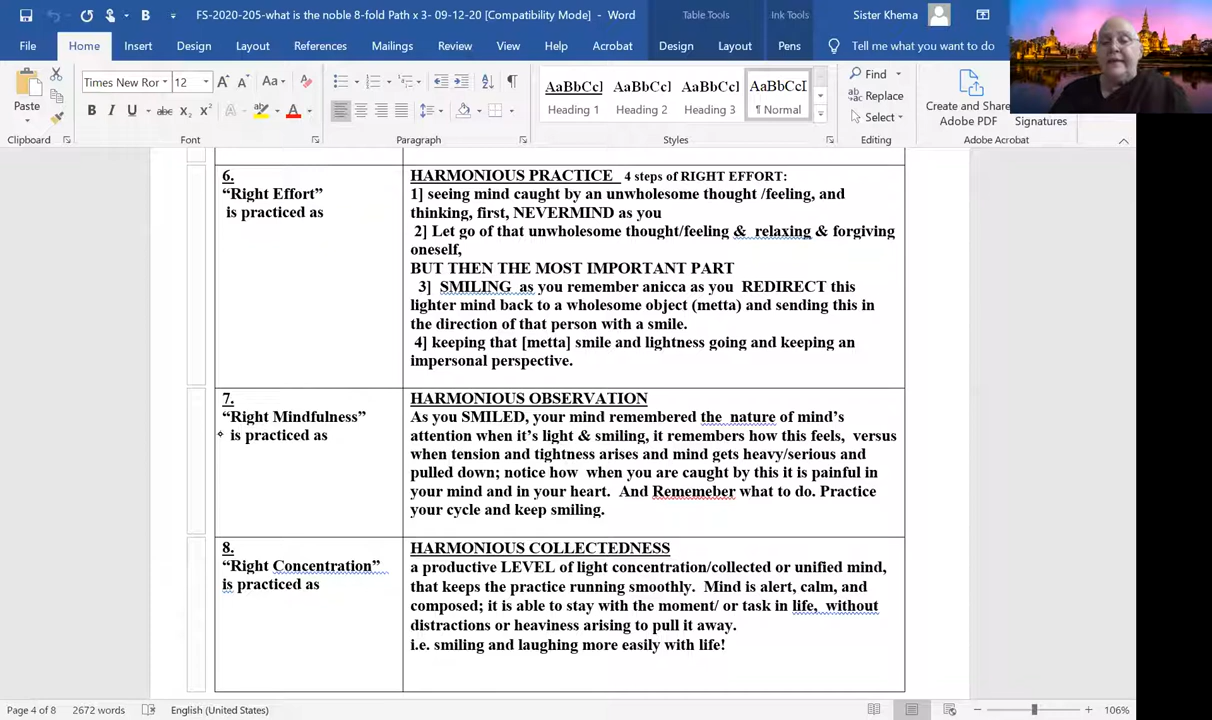 FS-2020-205-what is the noble 8-fold Path x 3- 09-12-20 [Compatibility Mode] - Word
Table Tools
Ink Tools
Sister Khema
File
Home
Insert
Design
Layout
References
Mailings
Review
View
Help
Acrobat
Design
Layout
Pens
Tell me what you want to do
Paste
Clipboard
Times New Ror
12
Font
Paragraph
AaBbCcl
Heading 1
AaBbCcl
Heading 2
AaBbCcl
Heading 3
AaBbCcI
¶ Normal
Styles
Find
Replace
Select
Editing
Create and Share
Adobe PDF
Signatures
Adobe Acrobat
6.
“Right Effort”
is practiced as
HARMONIOUS PRACTICE 4 steps of RIGHT EFFORT:
1] seeing mind caught by an unwholesome thought /feeling, and
thinking, first, NEVERMIND as you
2] Let go of that unwholesome thought/feeling & relaxing & forgiving
oneself,
BUT THEN THE MOST IMPORTANT PART
3] SMILING as you remember anicca as you REDIRECT this
lighter mind back to a wholesome object (metta) and sending this in
the direction of that person with a smile.
4] keeping that [metta] smile and lightness going and keeping an
impersonal perspective.
7.
“Right Mindfulness”
is practiced as
HARMONIOUS OBSERVATION
As you SMILED, your mind remembered the nature of mind’s
attention when it’s light & smiling, it remembers how this feels, versus
when tension and tightness arises and mind gets heavy/serious and
pulled down; notice how when you are caught by this it is painful in
your mind and in your heart. And Rememeber what to do. Practice
your cycle and keep smiling.
8.
“Right Concentration”
is practiced as
HARMONIOUS COLLECTEDNESS
a productive LEVEL of light concentration/collected or unified mind,
that keeps the practice running smoothly. Mind is alert, calm, and
composed; it is able to stay with the moment/ or task in life, without
distractions or heaviness arising to pull it away.
i.e. smiling and laughing more easily with life!
Page 4 of 8
2672 words
English (United States)
106%